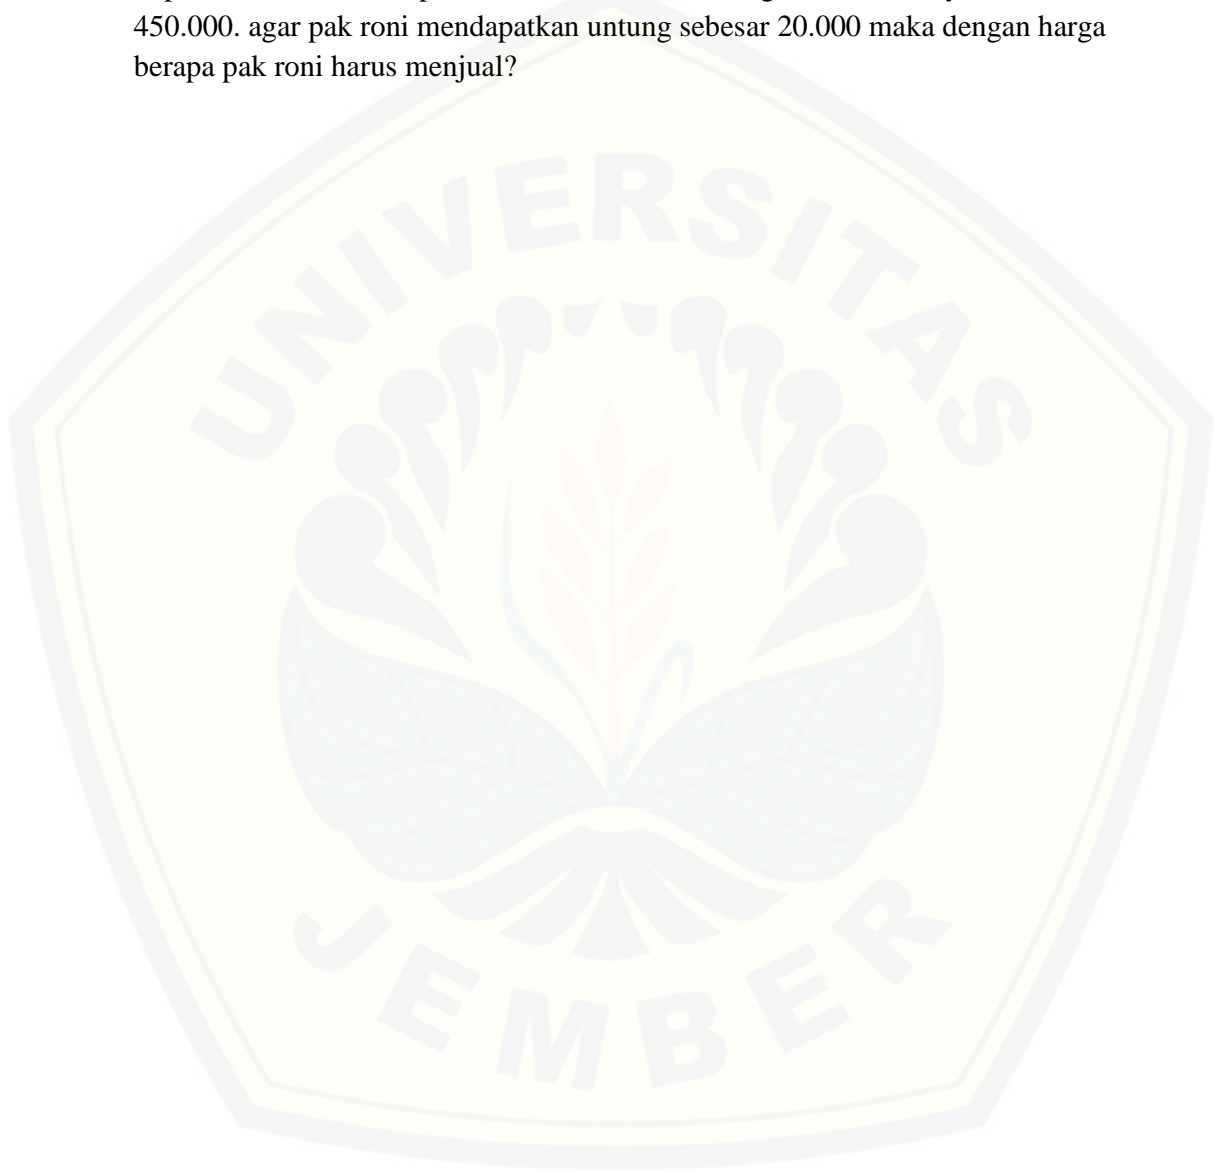 450.000. agar pak roni mendapatkan untung sebesar 20.000 maka dengan harga
berapa pak roni harus menjual?
UNIVERSITAS
JEMBER